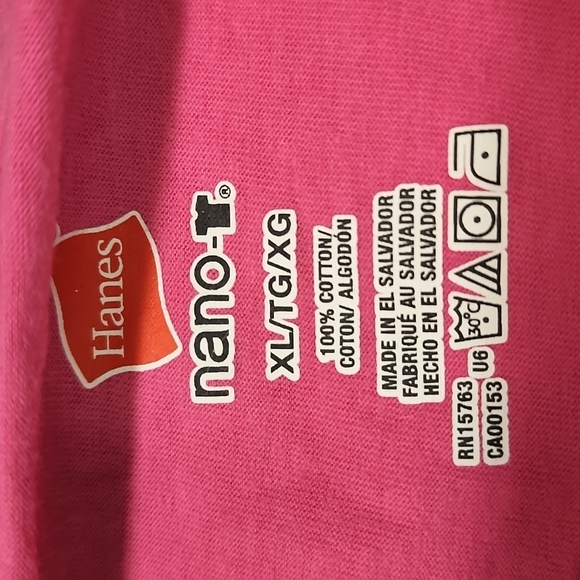 Hanes
nano-T®
XL/TG/XG
100% COTTON/
COTON/ ALGODÓN
MADE IN EL SALVADOR
FABRIQUÉ AU SALVADOR
HECHO EN EL SALVADOR
30°C
RN15763 U6
CA00153